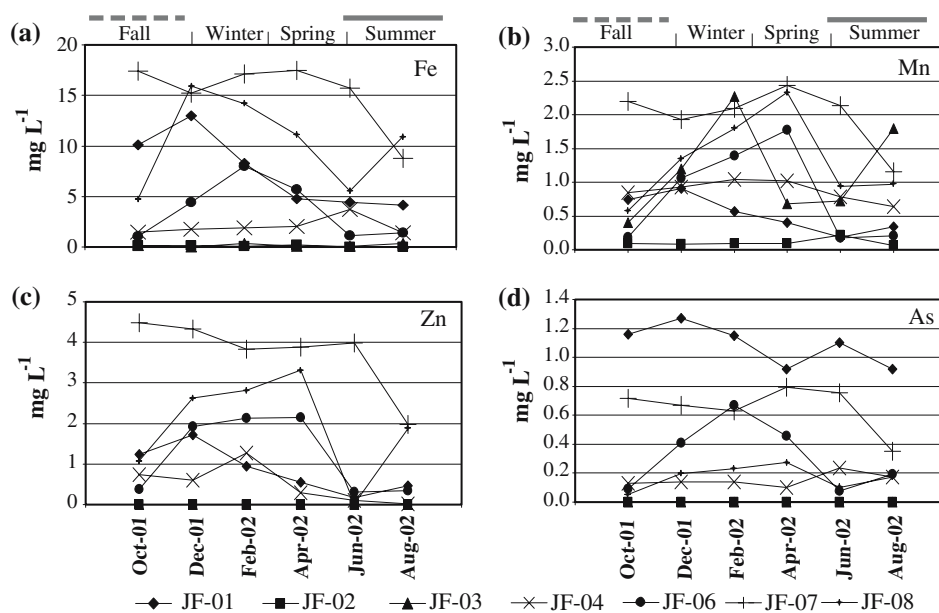 Fall Winter Spring Summer
Fall Winter Spring Summer
(a)
Fe
mg L⁻¹
20
15
10
5
0
(b)
Mn
mg L⁻¹
3.0
2.5
2.0
1.5
1.0
0.5
0.0
(c)
Zn
mg L⁻¹
5
4
3
2
1
0
Oct-01 Dec-01 Feb-02 Apr-02 Jun-02 Aug-02
(d)
As
mg L⁻¹
1.4
1.2
1.0
0.8
0.6
0.4
0.2
0.0
Oct-01 Dec-01 Feb-02 Apr-02 Jun-02 Aug-02
JF-01 JF-02 JF-03 JF-04 JF-06 JF-07 JF-08